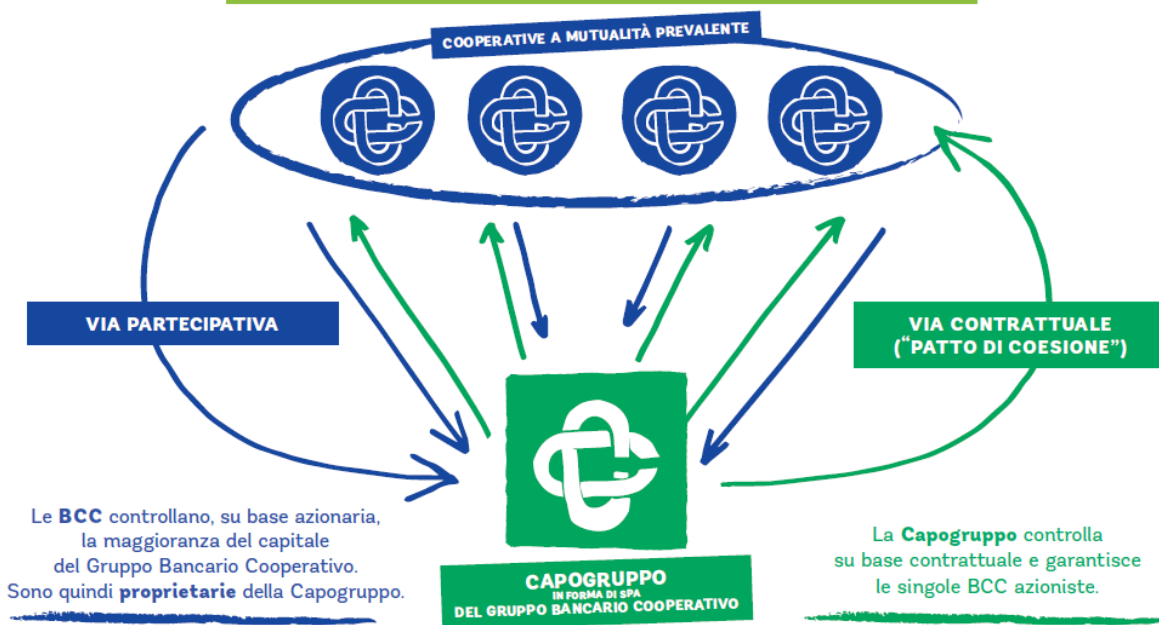 COOPERATIVE A MUTUALITÀ PREVALENTE
VIA PARTECIPATIVA
VIA CONTRATTUALE
(“PATTO DI COESIONE”)
Le BCC controllano, su base azionaria,
la maggioranza del capitale
del Gruppo Bancario Cooperativo.
Sono quindi proprietarie della Capogruppo.
CAPOGRUPPO
IN FORMA DI SPA
DEL GRUPPO BANCARIO COOPERATIVO
La Capogruppo controlla
su base contrattuale e garantisce
le singole BCC azioniste.